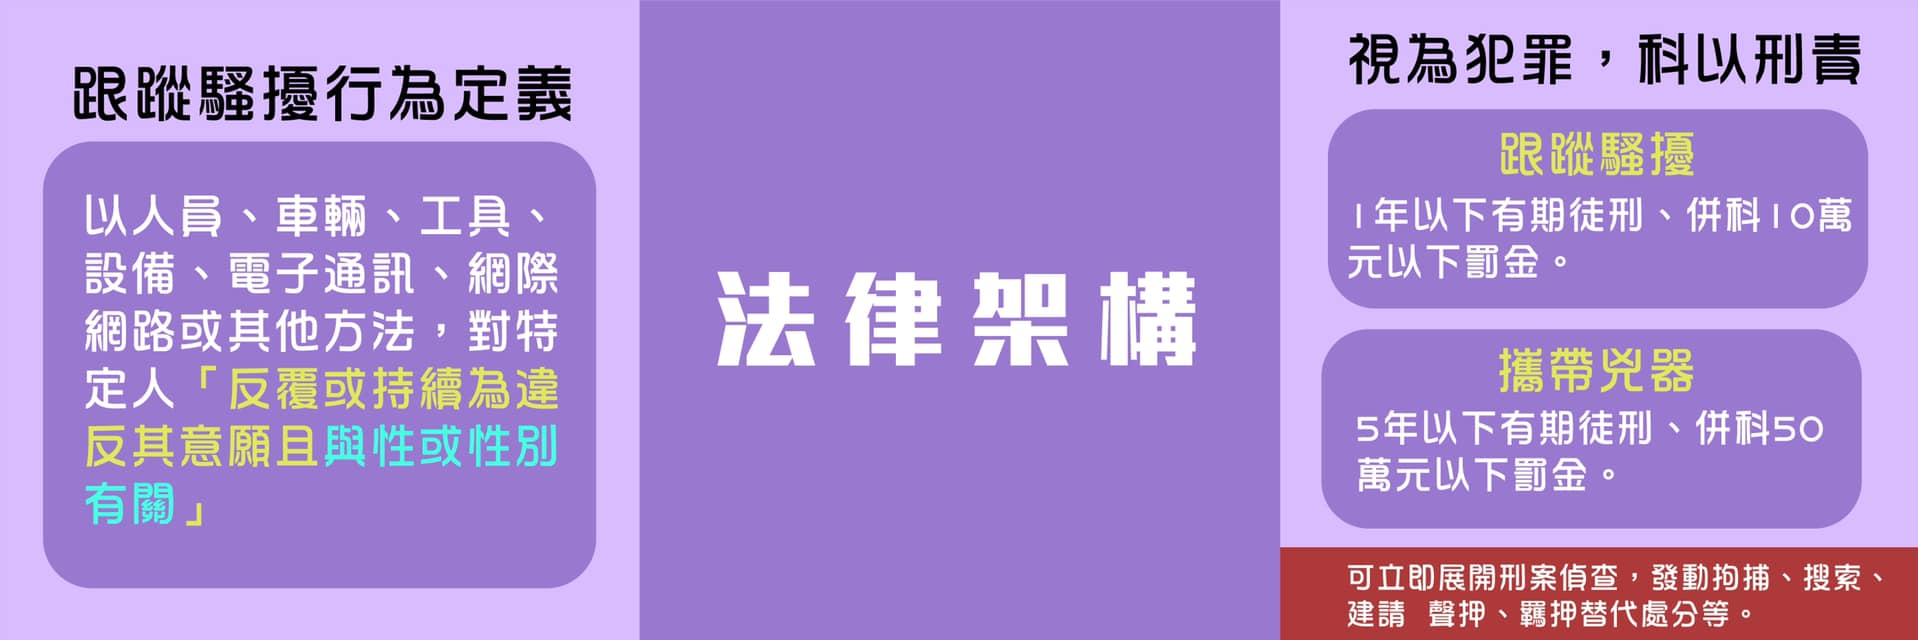 跟蹤騷擾行為定義
以人員、車輛、工具、
設備、電子通訊、網際
網路或其他方法，對特
定人「反覆或持續為違
反其意願且與性或性別
有關」
法律架構
視為犯罪，科以刑責
跟蹤騷擾
1年以下有期徒刑、併科10萬
元以下罰金。
攜帶兇器
5年以下有期徒刑、併科50
萬元以下罰金。
可立即展開刑案偵查，發動拘捕、搜索、
建請 聲押、羈押替代處分等。